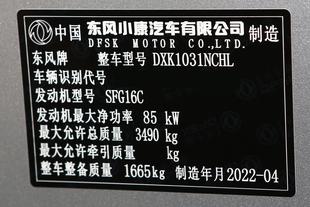 中国 东风小康汽车有限公司 制造
DFSK MOTOR CO.,LTD.
东风牌 整车型号 DXK1031NCHL
车辆识别代号
发动机型号 SFG16C
发动机最大净功率 85 kW
最大允许总质量 3490 kg
最大允许牵引质量 kg
整车整备质量 1665kg 制造年月2022-04